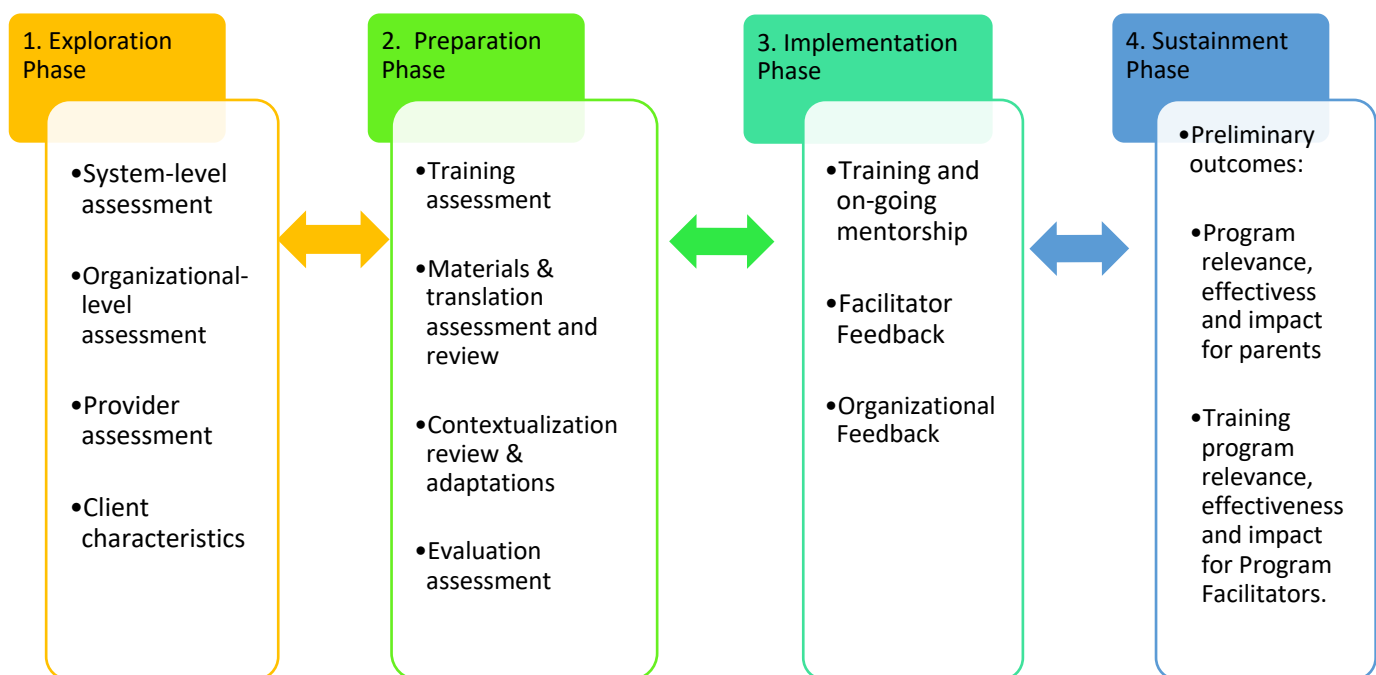 1. Exploration
Phase
•System-level
assessment
•Organizational-
level
assessment
•Provider
assessment
•Client
characteristics
2. Preparation
Phase
•Training
assessment
•Materials &
translation
assessment and
review
•Contextualization
review &
adaptations
•Evaluation
assessment
3. Implementation
Phase
•Training and
on-going
mentorship
•Facilitator
Feedback
•Organizational
Feedback
4. Sustainment
Phase
•Preliminary
outcomes:
•Program
relevance,
effectivess
and impact
for parents
•Training
program
relevance,
effectiveness
and impact
for Program
Facilitators.